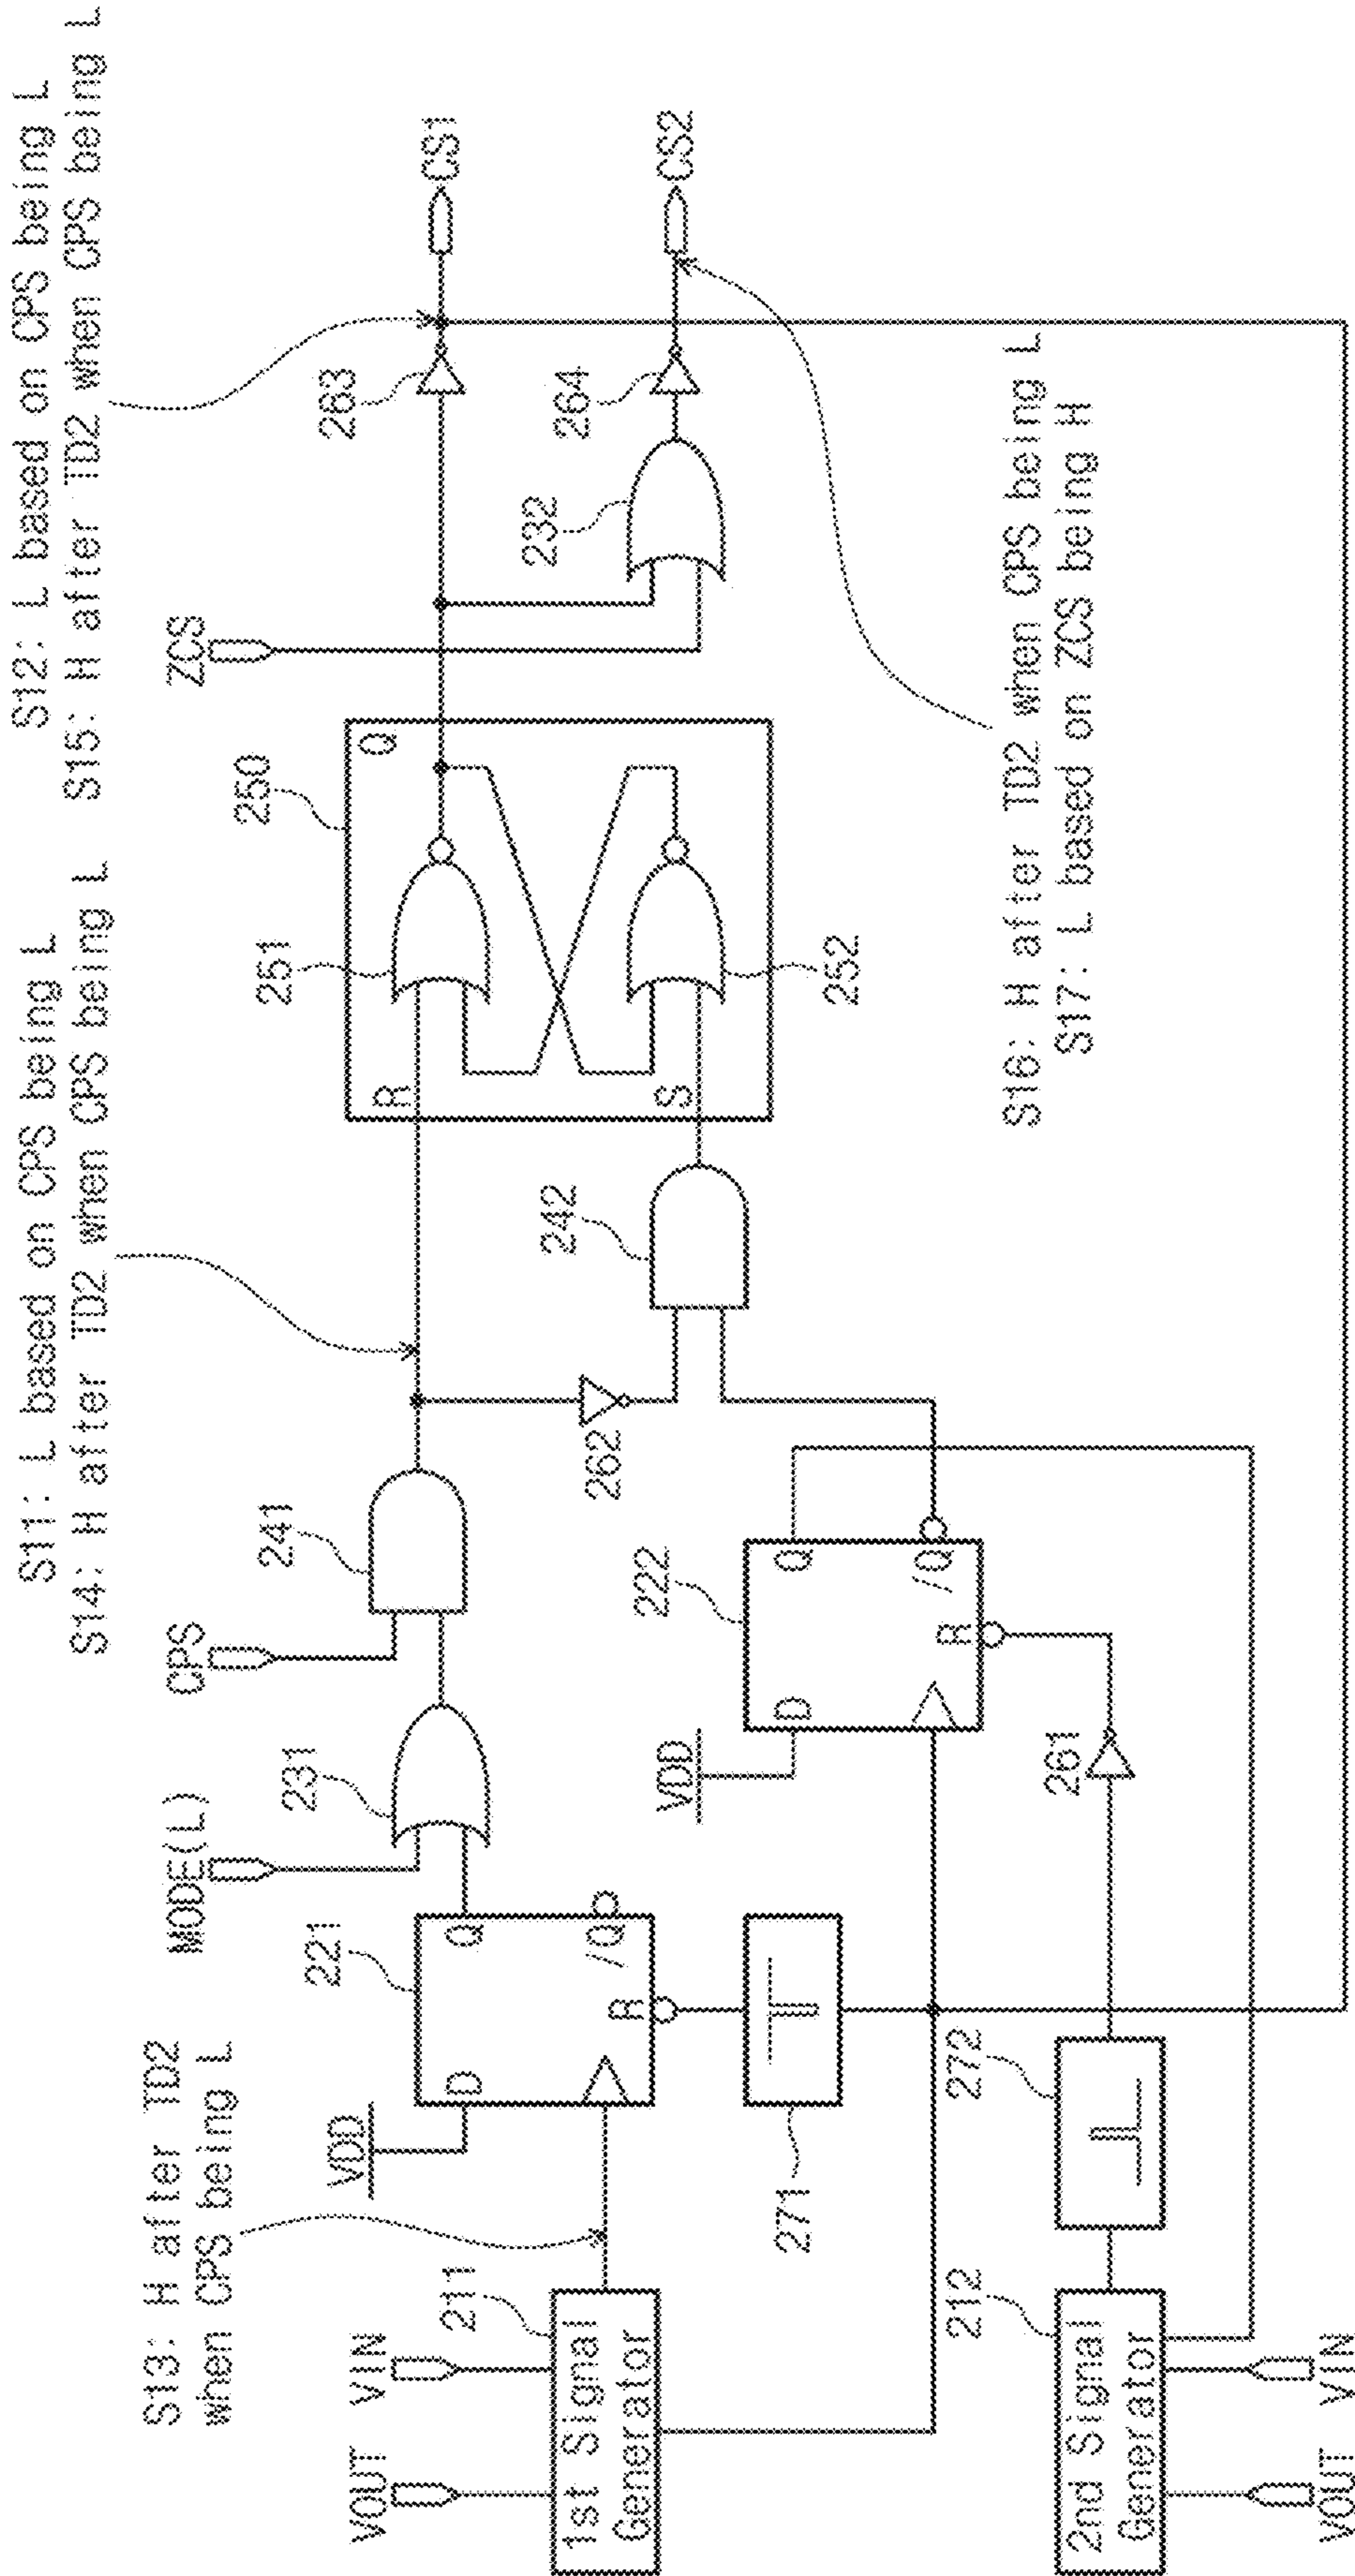 S11: L based on CPS being L
S14: H after TD2 when CPS being L
S12: L based on CPS being L
S15: H after TD2 when CPS being L
S13: H after TD2
when CPS being L
MODE(L)
CPS
ZCS
VOUT
VIN
VDD
211
1st Signal
Generator
221
D
Q
/Q
R
231
241
251
250
R
S
Q
252
263
CS1
232
264
CS2
262
242
271
VDD
222
D
Q
/Q
R
261
272
212
2nd Signal
Generator
VOUT
VIN
S16: H after TD2 when CPS being L
S17: L based on ZCS being H